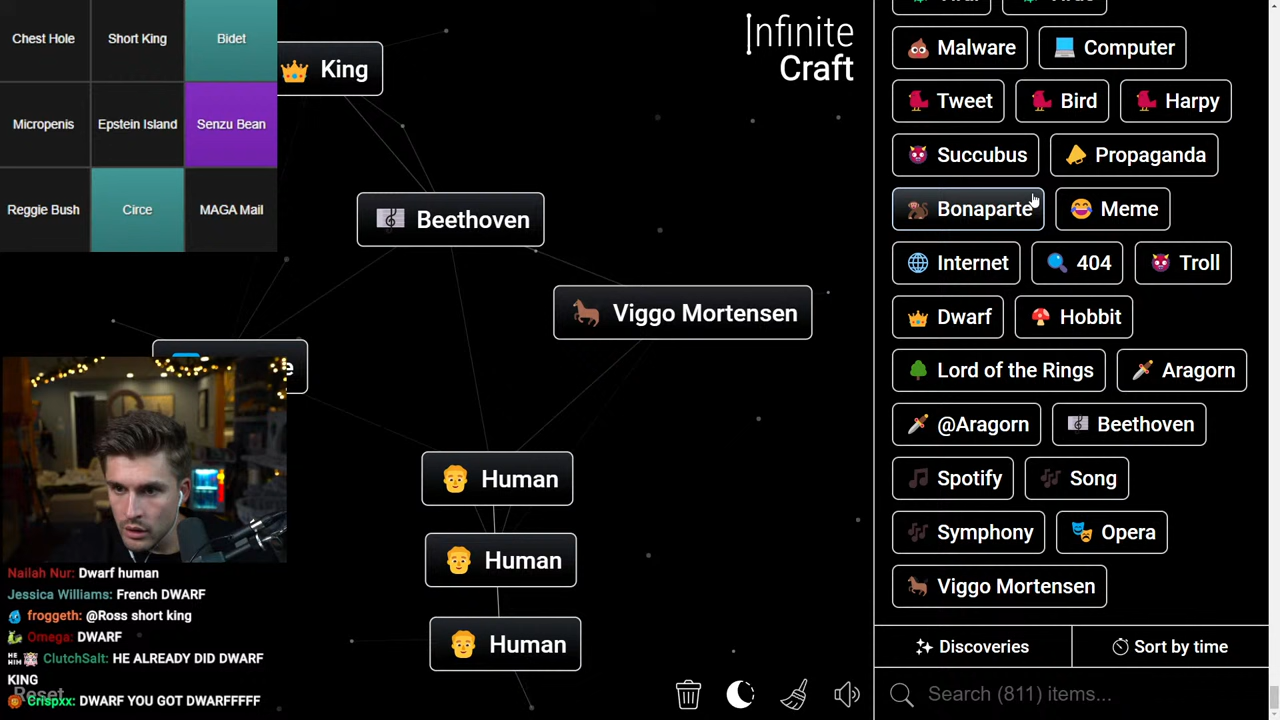 Chest Hole
Short King
Bidet
Micropenis
Epstein Island
Senzu Bean
Reggie Bush
Circe
MAGA Mail
King
Beethoven
Viggo Mortensen
Human
Human
Human
Infinite
Craft
Malware
Computer
Tweet
Bird
Harpy
Succubus
Propaganda
Bonaparte
Meme
Internet
404
Troll
Dwarf
Hobbit
Lord of the Rings
Aragorn
@Aragorn
Beethoven
Spotify
Song
Symphony
Opera
Viggo Mortensen
Discoveries
Sort by time
Search (811) items...
Nailah Nur: Dwarf human
Jessica Williams: French DWARF
froggeth: @Ross short king
Omega: DWARF
HE HIM ClutchSalt: HE ALREADY DID DWARF
KING
Crispxx: DWARF YOU GOT DWARFFFFF
Reset